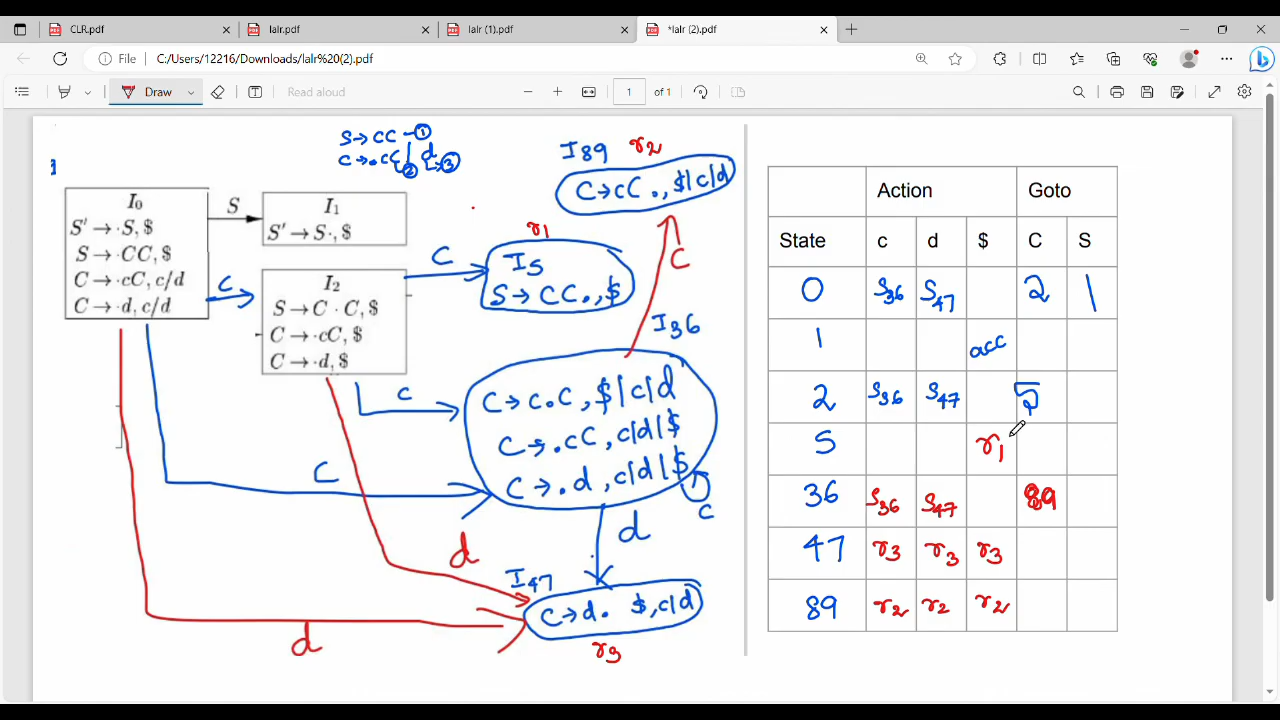 CLR.pdf
lalr.pdf
lalr (1).pdf
*lalr (2).pdf
File
C:/Users/12216/Downloads/lalr%20(2).pdf
Draw
Read aloud
1
of 1
S→CC -①
C→.cC/d
② ③
I₀
S' → ·S, $
S → ·CC, $
C → ·cC, c/d
C → ·d, c/d
S
I₁
S' → S·, $
C
I₂
S → C · C, $
C → ·cC, $
C → ·d, $
C
r1
I5
S→CC.,$
I89
r2
C→cC.,$|c|d
C
I36
C→c.C,$|c|d
C→.cC,c|d|$
C→.d,c|d|$
c
c
C
d
d
d
I47
C→d. $,c|d
r3
Action
Goto
State
c
d
$
C
S
0 S36 S47 2 1
1 acc
2 S36 S47 5
5 r1
36 S36 S47 89
47 r3 r3 r3
89 r2 r2 r2